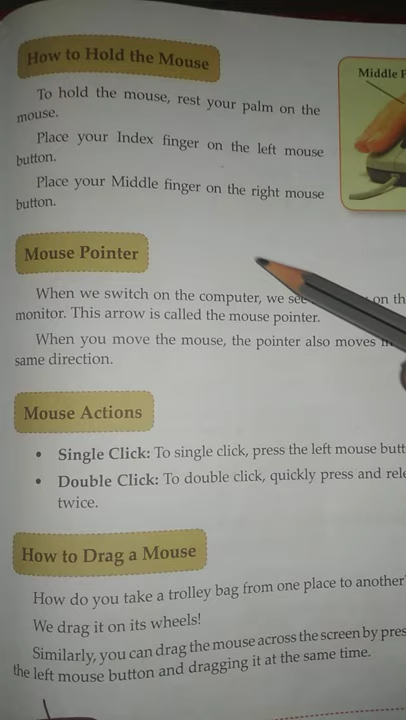 How to Hold the Mouse
Middle
To hold the mouse, rest your palm on the
mouse.
Place your Index finger on the left mouse
button.
Place your Middle finger on the right mouse
button.
Mouse Pointer
When we switch on the computer, we see on
monitor. This arrow is called the mouse pointer.
When you move the mouse, the pointer also moves
same direction.
Mouse Actions
• Single Click: To single click, press the left mouse
• Double Click: To double click, quickly press and
twice.
How to Drag a Mouse
How do you take a trolley bag from one place to another
We drag it on its wheels!
Similarly, you can drag the mouse across the screen by
the left mouse button and dragging it at the same time.